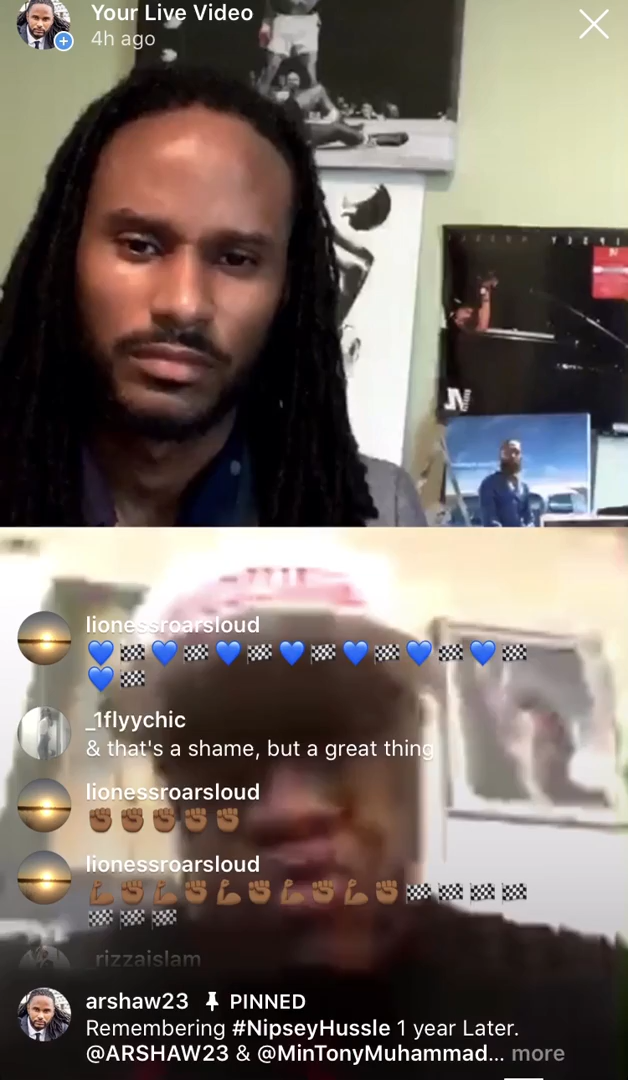 Your Live Video
4h ago
lionessroarsloud
💙🏁💙🏁💙🏁💙🏁💙🏁💙🏁💙🏁
💙🏁
_1flyychic
& that's a shame, but a great thing
lionessroarsloud
✊🏾✊🏾✊🏾✊🏾✊🏾
lionessroarsloud
💪🏾✊🏾💪🏾✊🏾💪🏾✊🏾💪🏾✊🏾💪🏾✊🏾🏁🏁🏁🏁
🏁🏁🏁
_rizzaislam
arshaw23 📌 PINNED
Remembering #NipseyHussle 1 year Later.
@ARSHAW23 & @MinTonyMuhammad... more